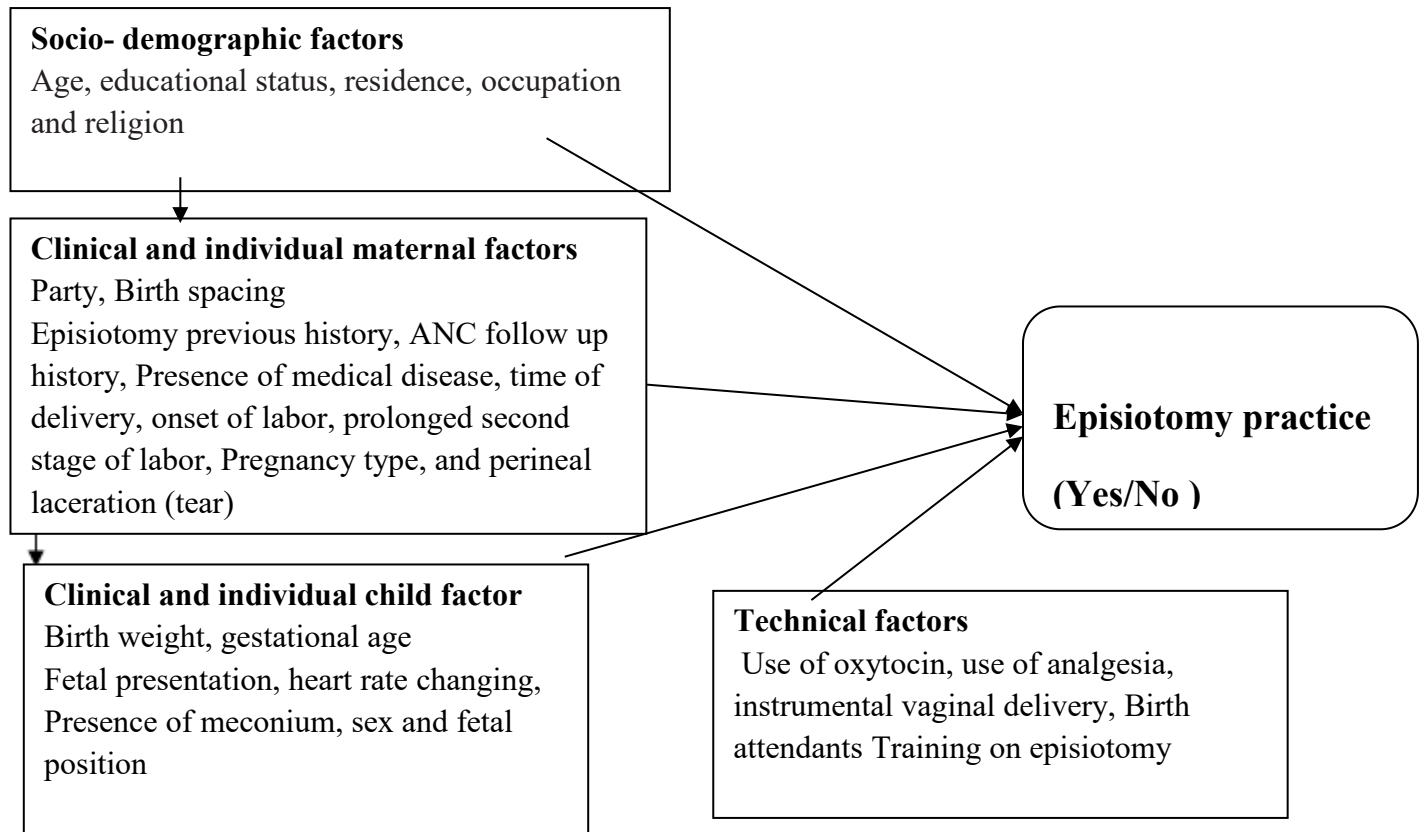 Socio- demographic factors
Age, educational status, residence, occupation
and religion
Clinical and individual maternal factors
Party, Birth spacing
Episiotomy previous history, ANC follow up
history, Presence of medical disease, time of
delivery, onset of labor, prolonged second
stage of labor, Pregnancy type, and perineal
laceration (tear)
Episiotomy practice
(Yes/No )
Clinical and individual child factor
Birth weight, gestational age
Fetal presentation, heart rate changing,
Presence of meconium, sex and fetal
position
Technical factors
Use of oxytocin, use of analgesia,
instrumental vaginal delivery, Birth
attendants Training on episiotomy